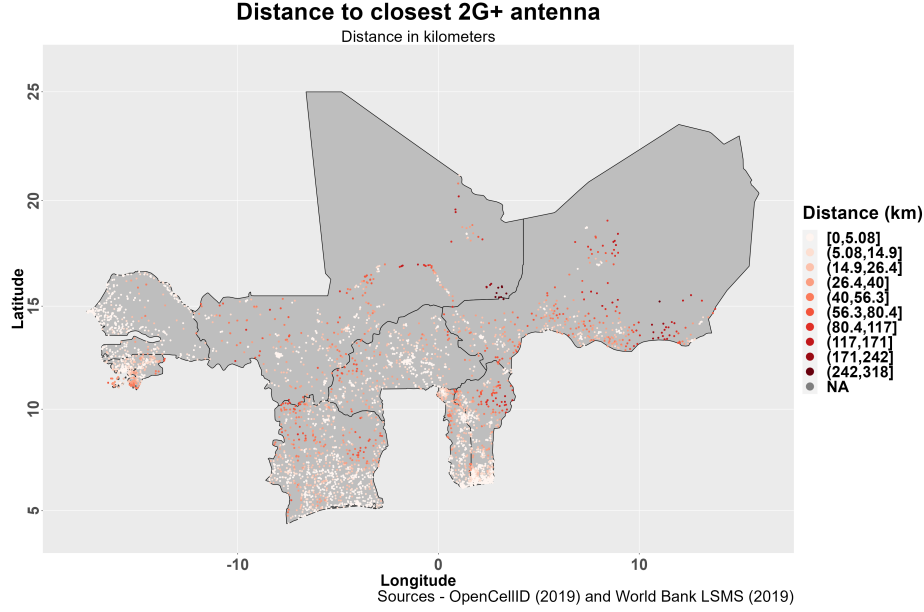 Distance to closest 2G+ antenna
Distance in kilometers
25
20
15
10
5
Latitude
-10
0
10
Longitude
Sources - OpenCellID (2019) and World Bank LSMS (2019)
Distance (km)
[0,5.08]
(5.08,14.9]
(14.9,26.4]
(26.4,40]
(40,56.3]
(56.3,80.4]
(80.4,117]
(117,171]
(171,242]
(242,318]
NA